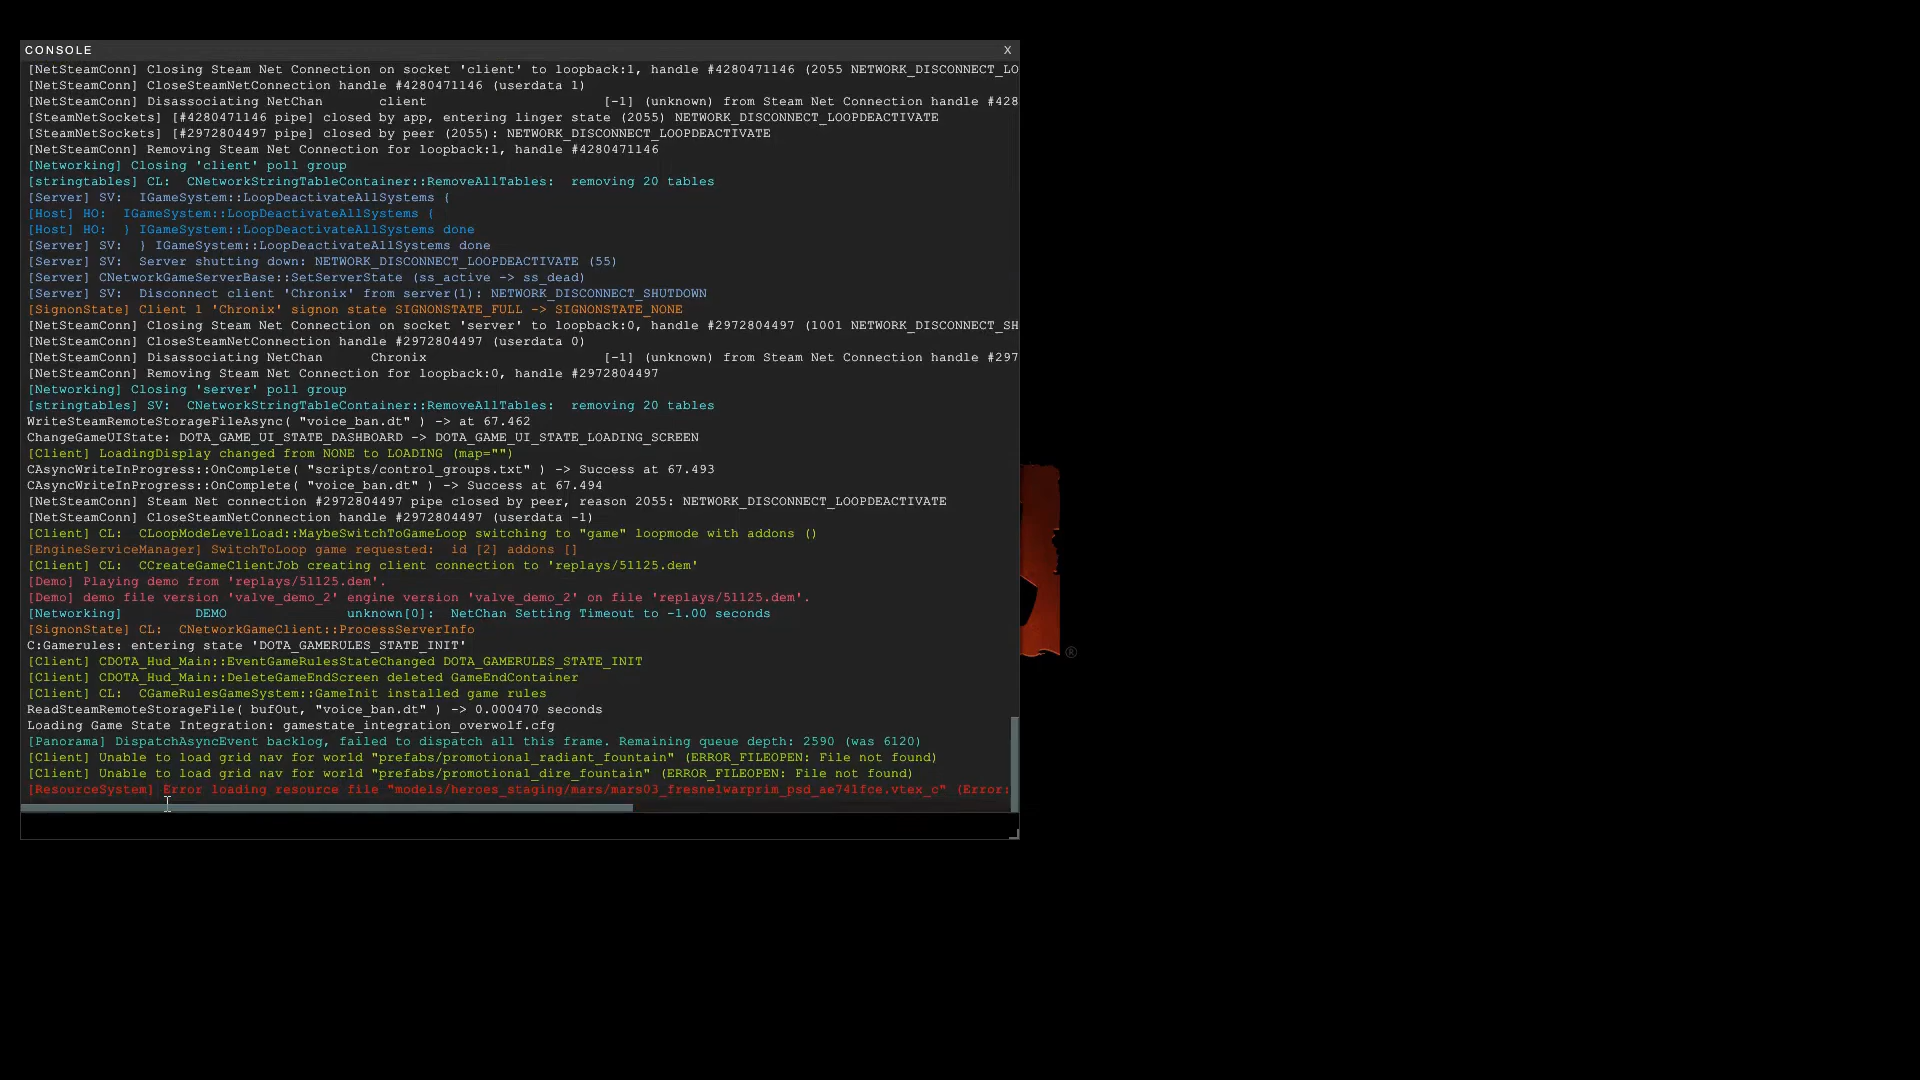 CONSOLE X
[NetSteamConn] Closing Steam Net Connection on socket 'client' to loopback:1, handle #4280471146 (2055 NETWORK_DISCONNECT_LO
[NetSteamConn] CloseSteamNetConnection handle #4280471146 (userdata 1)
[NetSteamConn] Disassociating NetChan client [-1] (unknown) from Steam Net Connection handle #428
[SteamNetSockets] [#4280471146 pipe] closed by app, entering linger state (2055) NETWORK_DISCONNECT_LOOPDEACTIVATE
[SteamNetSockets] [#2972804497 pipe] closed by peer (2055): NETWORK_DISCONNECT_LOOPDEACTIVATE
[NetSteamConn] Removing Steam Net Connection for loopback:1, handle #4280471146
[Networking] Closing 'client' poll group
[stringtables] CL: CNetworkStringTableContainer::RemoveAllTables: removing 20 tables
[Server] SV: IGameSystem::LoopDeactivateAllSystems {
[Host] HO: IGameSystem::LoopDeactivateAllSystems {
[Host] HO: } IGameSystem::LoopDeactivateAllSystems done
[Server] SV: } IGameSystem::LoopDeactivateAllSystems done
[Server] SV: Server shutting down: NETWORK_DISCONNECT_LOOPDEACTIVATE (55)
[Server] CNetworkGameServerBase::SetServerState (ss_active -> ss_dead)
[Server] SV: Disconnect client 'Chronix' from server(1): NETWORK_DISCONNECT_SHUTDOWN
[SignonState] Client 1 'Chronix' signon state SIGNONSTATE_FULL -> SIGNONSTATE_NONE
[NetSteamConn] Closing Steam Net Connection on socket 'server' to loopback:0, handle #2972804497 (1001 NETWORK_DISCONNECT_SH
[NetSteamConn] CloseSteamNetConnection handle #2972804497 (userdata 0)
[NetSteamConn] Disassociating NetChan Chronix [-1] (unknown) from Steam Net Connection handle #297
[NetSteamConn] Removing Steam Net Connection for loopback:0, handle #2972804497
[Networking] Closing 'server' poll group
[stringtables] SV: CNetworkStringTableContainer::RemoveAllTables: removing 20 tables
WriteSteamRemoteStorageFileAsync( "voice_ban.dt" ) -> at 67.462
ChangeGameUIState: DOTA_GAME_UI_STATE_DASHBOARD -> DOTA_GAME_UI_STATE_LOADING_SCREEN
[Client] LoadingDisplay changed from NONE to LOADING (map="")
CAsyncWriteInProgress::OnComplete( "scripts/control_groups.txt" ) -> Success at 67.493
CAsyncWriteInProgress::OnComplete( "voice_ban.dt" ) -> Success at 67.494
[NetSteamConn] Steam Net connection #2972804497 pipe closed by peer, reason 2055: NETWORK_DISCONNECT_LOOPDEACTIVATE
[NetSteamConn] CloseSteamNetConnection handle #2972804497 (userdata -1)
[Client] CL: CLoopModeLevelLoad::MaybeSwitchToGameLoop switching to "game" loopmode with addons ()
[EngineServiceManager] SwitchToLoop game requested: id [2] addons []
[Client] CL: CCreateGameClientJob creating client connection to 'replays/51125.dem'
[Demo] Playing demo from 'replays/51125.dem'.
[Demo] demo file version 'valve_demo_2' engine version 'valve_demo_2' on file 'replays/51125.dem'.
[Networking] DEMO unknown[0]: NetChan Setting Timeout to -1.00 seconds
[SignonState] CL: CNetworkGameClient::ProcessServerInfo
C:Gamerules: entering state 'DOTA_GAMERULES_STATE_INIT'
[Client] CDOTA_Hud_Main::EventGameRulesStateChanged DOTA_GAMERULES_STATE_INIT
[Client] CDOTA_Hud_Main::DeleteGameEndScreen deleted GameEndContainer
[Client] CL: CGameRulesGameSystem::GameInit installed game rules
ReadSteamRemoteStorageFile( bufOut, "voice_ban.dt" ) -> 0.000470 seconds
Loading Game State Integration: gamestate_integration_overwolf.cfg
[Panorama] DispatchAsyncEvent backlog, failed to dispatch all this frame. Remaining queue depth: 2590 (was 6120)
[Client] Unable to load grid nav for world "prefabs/promotional_radiant_fountain" (ERROR_FILEOPEN: File not found)
[Client] Unable to load grid nav for world "prefabs/promotional_dire_fountain" (ERROR_FILEOPEN: File not found)
[ResourceSystem] Error loading resource file "models/heroes_staging/mars/mars03_fresnelwarprim_psd_ae741fce.vtex_c" (Error:
®